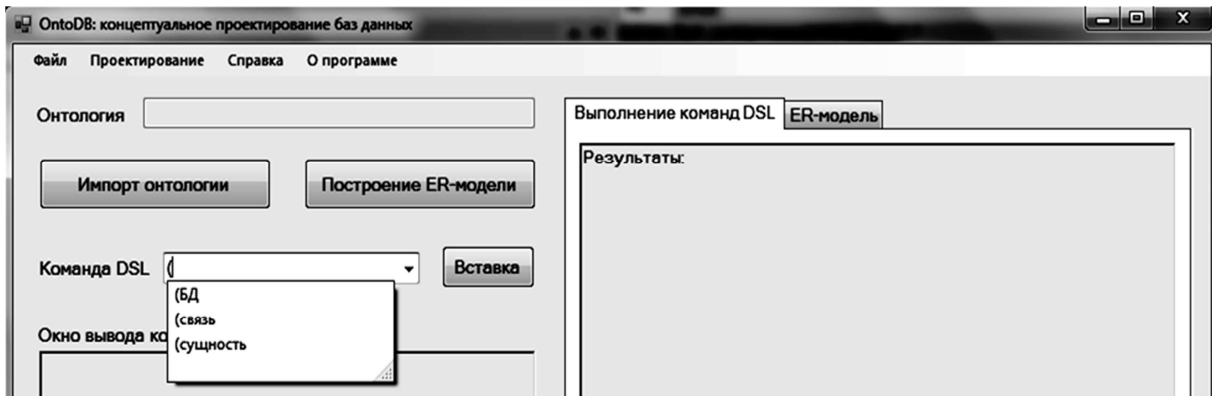 OntoDB: концептуальное проектирование баз данных
Файл Проектирование Справка О программе
Онтология
Импорт онтологии Построение ER-модели
Команда DSL ( Вставка
(БД
(связь
(сущность
Окно вывода
Выполнение команд DSL ER-модель
Результаты: